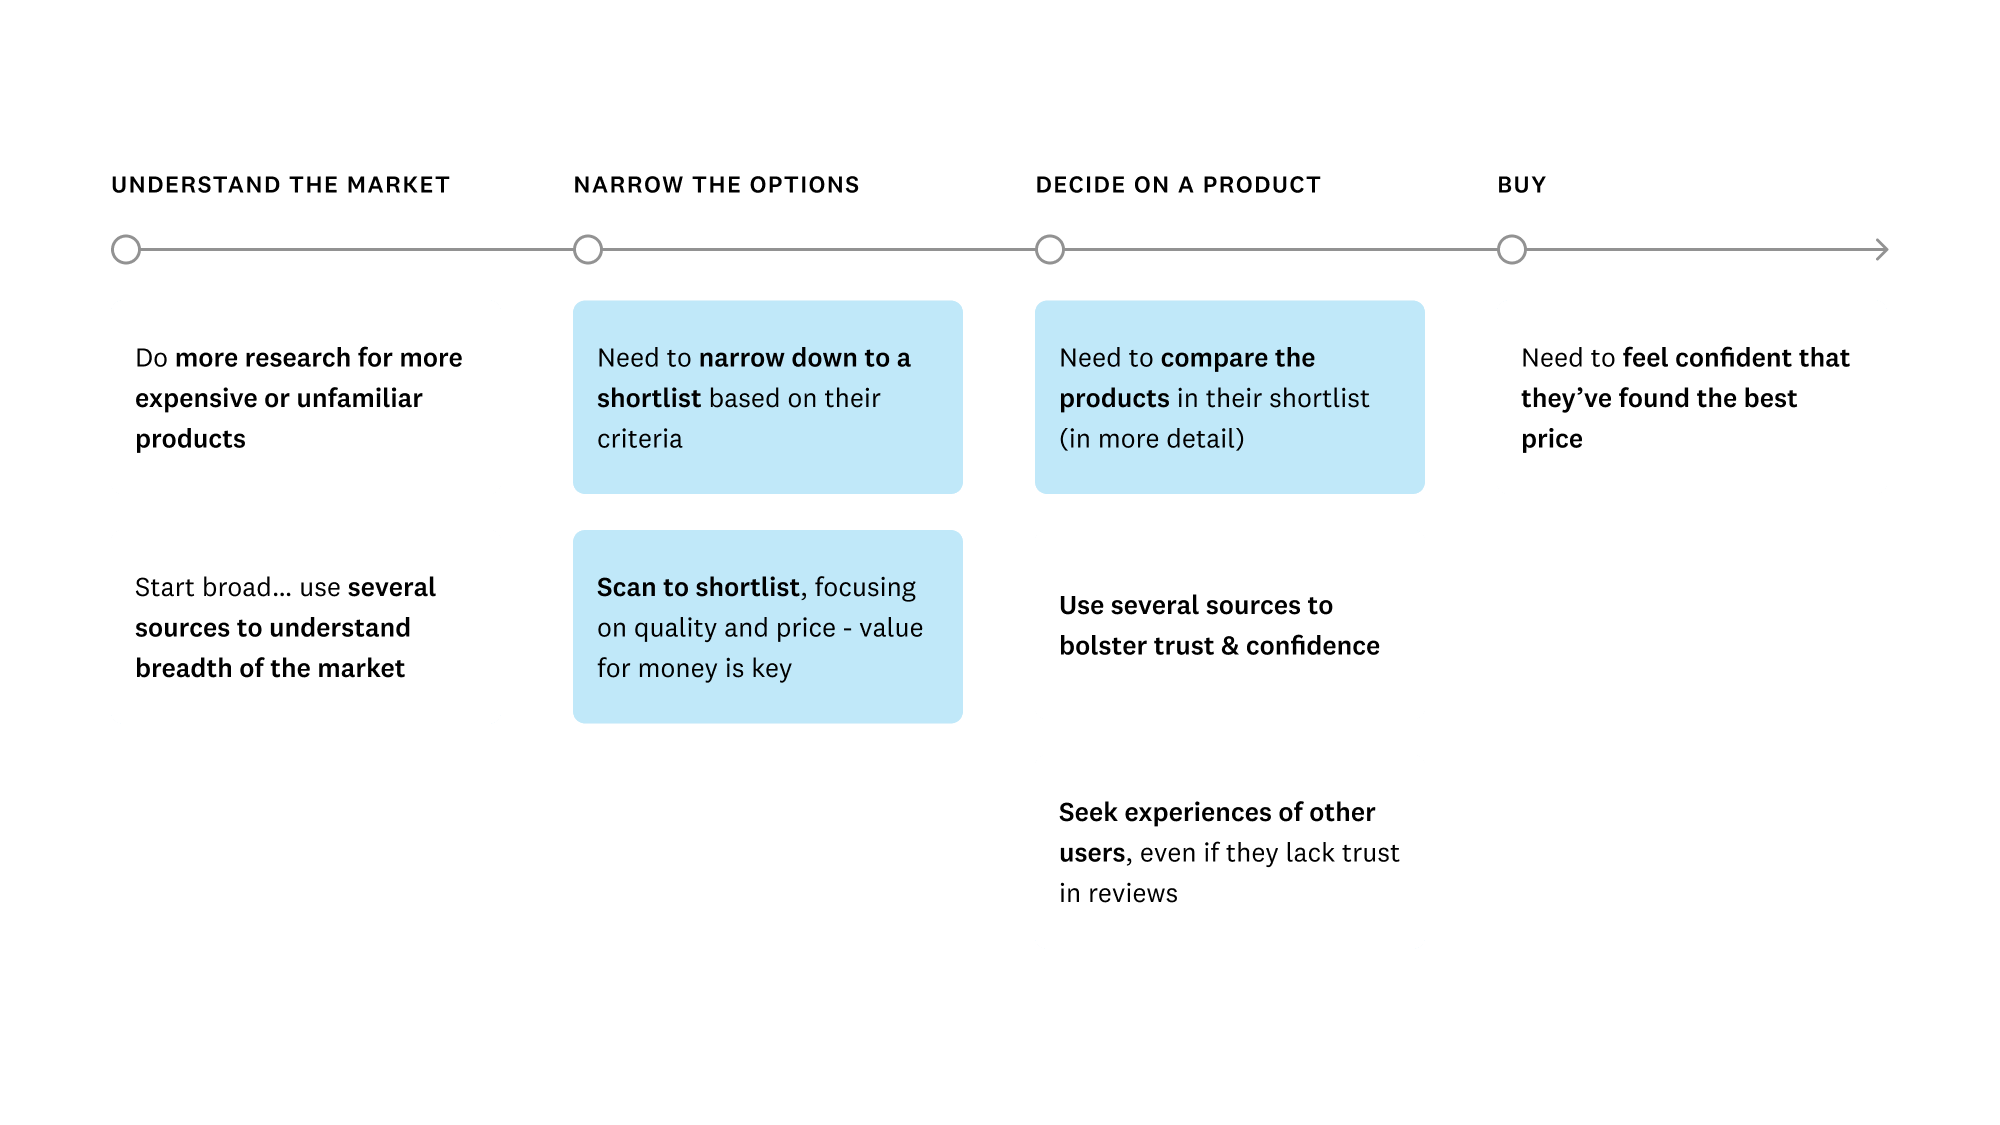 UNDERSTAND THE MARKET
NARROW THE OPTIONS
DECIDE ON A PRODUCT
BUY
Do more research for more
expensive or unfamiliar
products
Need to narrow down to a
shortlist based on their
criteria
Need to compare the
products in their shortlist
(in more detail)
Need to feel confident that
they’ve found the best
price
Start broad... use several
sources to understand
breadth of the market
Scan to shortlist, focusing
on quality and price - value
for money is key
Use several sources to
bolster trust & confidence
Seek experiences of other
users, even if they lack trust
in reviews